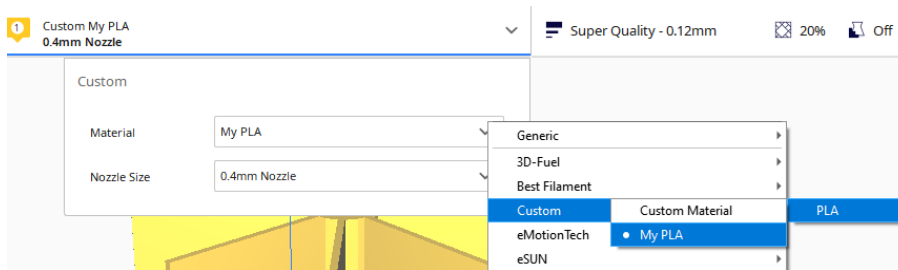 1
Custom My PLA
0.4mm Nozzle
Super Quality - 0.12mm
20%
Off
Custom
Material
My PLA
Nozzle Size
0.4mm Nozzle
Generic
3D-Fuel
Best Filament
Custom
eMotionTech
eSUN
Custom Material
My PLA
PLA